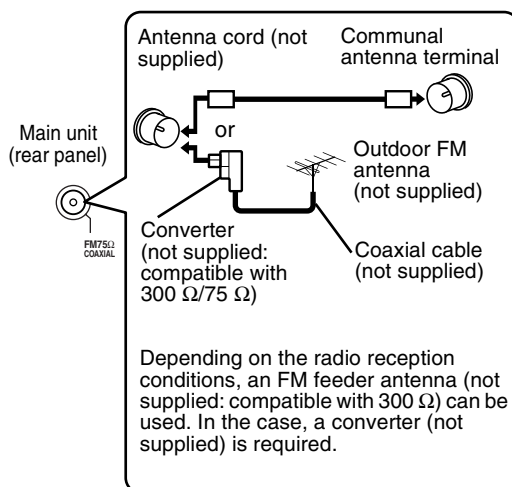 Antenna cord (not
supplied)
Communal
antenna terminal
Main unit
(rear panel)
or
Outdoor FM
antenna
(not supplied)
FM75Ω
COAXIAL
Converter
(not supplied:
compatible with
300 Ω/75 Ω)
Coaxial cable
(not supplied)
Depending on the radio reception
conditions, an FM feeder antenna (not
supplied: compatible with 300 Ω) can be
used. In the case, a converter (not
supplied) is required.